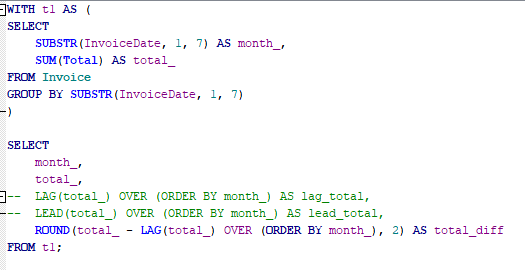 WITH t1 AS (
SELECT
    SUBSTR(InvoiceDate, 1, 7) AS month_,
    SUM(Total) AS total_
FROM Invoice
GROUP BY SUBSTR(InvoiceDate, 1, 7)
)

SELECT
    month_,
    total_,
--  LAG(total_) OVER (ORDER BY month_) AS lag_total,
--  LEAD(total_) OVER (ORDER BY month_) AS lead_total,
    ROUND(total_ - LAG(total_) OVER (ORDER BY month_), 2) AS total_diff
FROM t1;